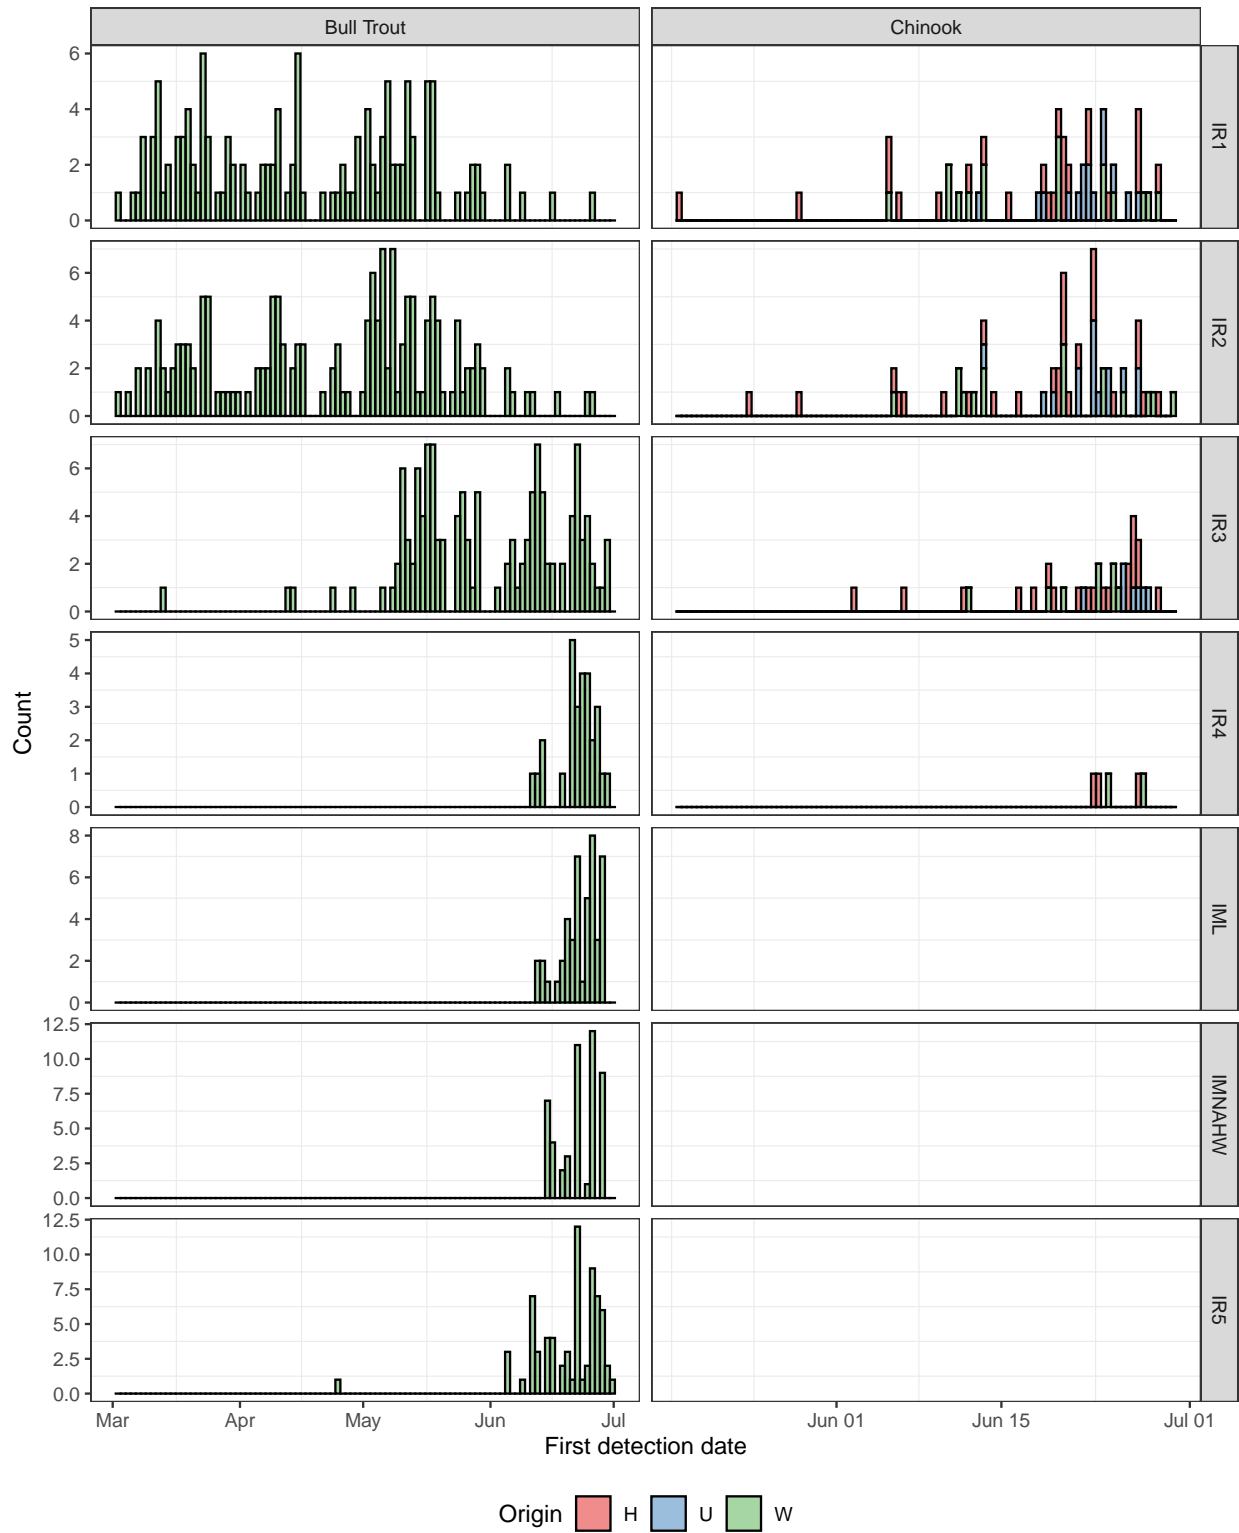 Bull Trout
Chinook
6
4
2
0
IR1
6
4
2
0
IR2
6
4
2
0
IR3
5
4
3
2
1
0
IR4
8
6
4
2
0
IML
12.5
10.0
7.5
5.0
2.5
0.0
IMNAHW
12.5
10.0
7.5
5.0
2.5
0.0
IR5
Count
Mar Apr May Jun Jul Jun 01 Jun 15 Jul 01
First detection date
Origin H U W